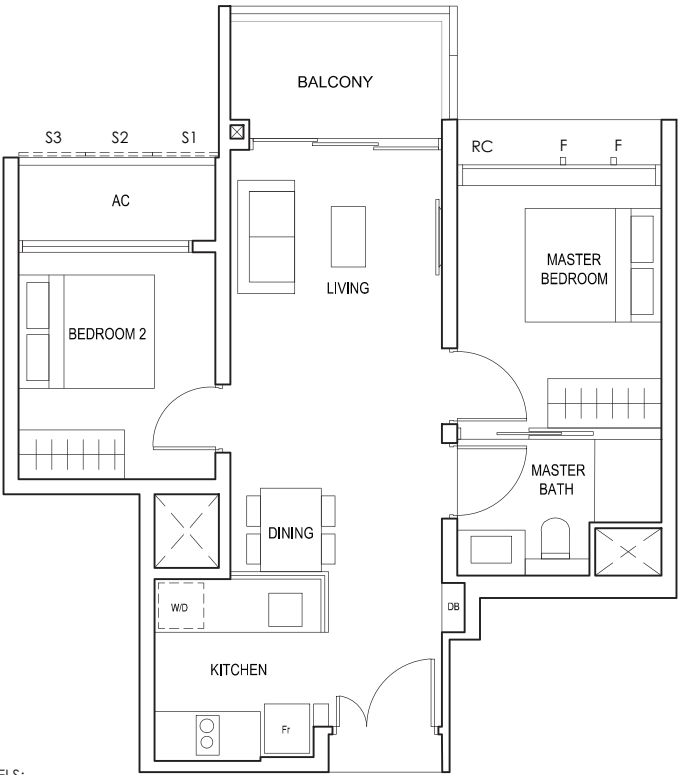 BALCONY
S3 S2 S1
RC F F
AC
MASTER
BEDROOM
LIVING
BEDROOM 2
MASTER
BATH
DINING
W/D
DB
KITCHEN
Fr